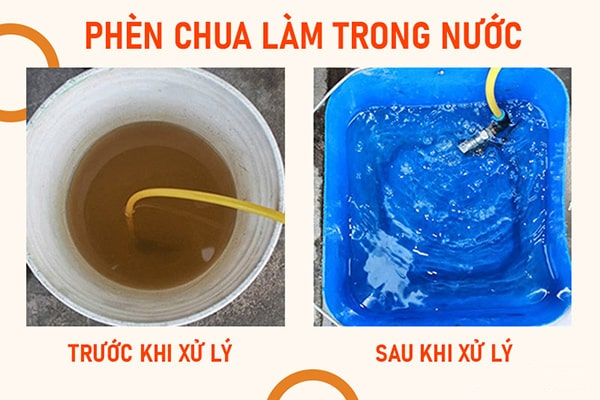 PHÈN CHUA LÀM TRONG NƯỚC
TRƯỚC KHI XỬ LÝ
SAU KHI XỬ LÝ